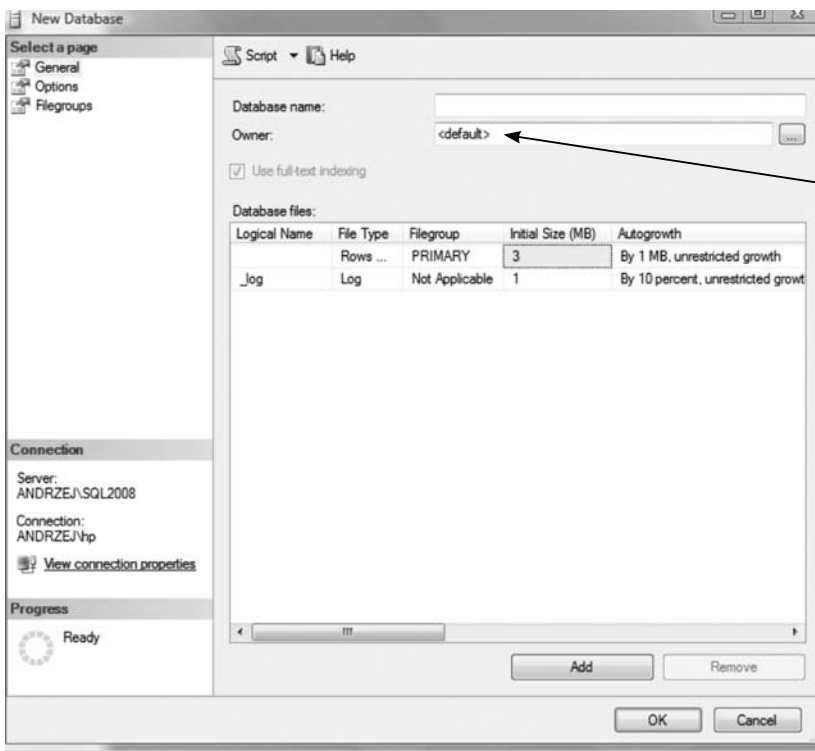 New Database
Select a page
General
Options
Filegroups
Script Help
Database name:
Owner: <default> ...
Use full-text indexing
Database files:
Logical Name File Type Filegroup Initial Size (MB) Autogrowth
Rows ... PRIMARY 3 By 1 MB, unrestricted growth
_log Log Not Applicable 1 By 10 percent, unrestricted growt
Connection
Server:
ANDRZEJ\SQL2008
Connection:
ANDRZEJ\hp
View connection properties
Progress
Ready
Add Remove
OK Cancel